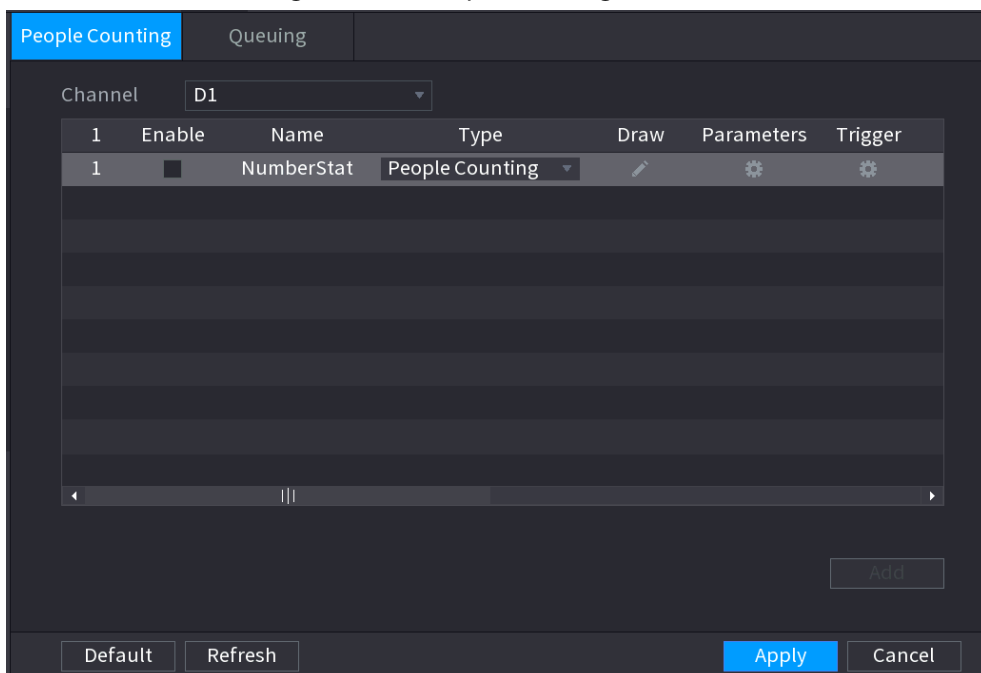 People Counting Queuing
Channel D1
1 Enable Name Type Draw Parameters Trigger
1 NumberStat People Counting
Add
Default Refresh Apply Cancel